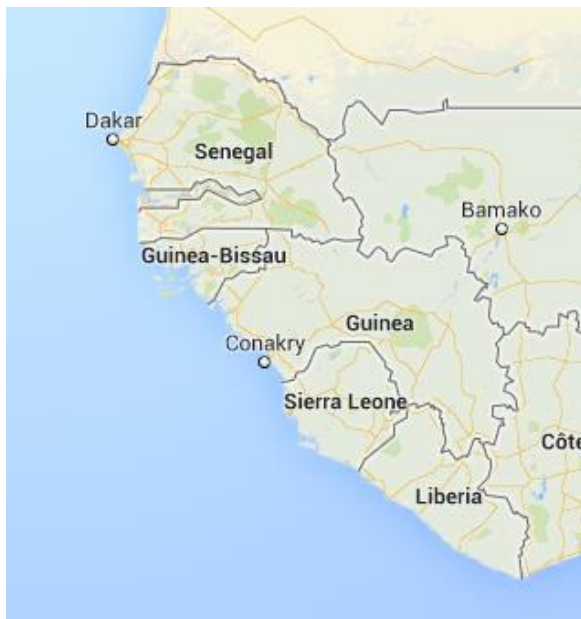 Dakar
Senegal
Bamako
Guinea-Bissau
Guinea
Conakry
Sierra Leone
Côte
Liberia